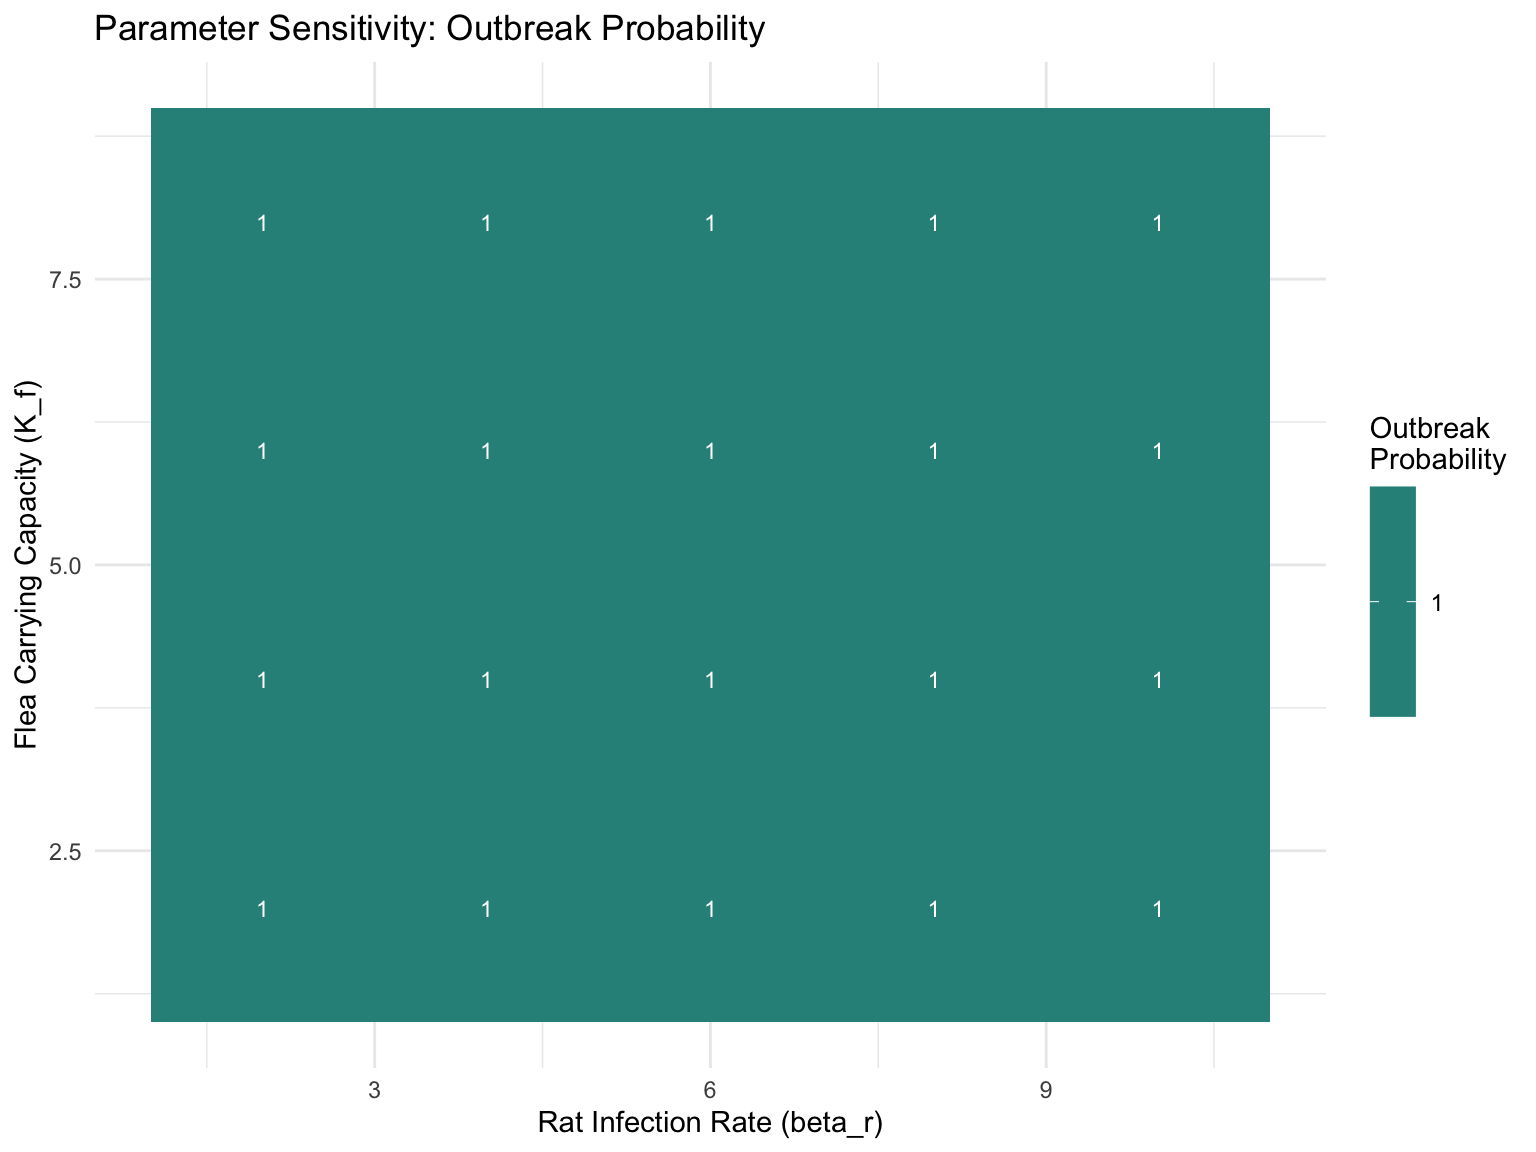 Parameter Sensitivity: Outbreak Probability
Flea Carrying Capacity (K_f)
7.5
5.0
2.5
1 1 1 1 1
1 1 1 1 1
1 1 1 1 1
1 1 1 1 1
3 6 9
Rat Infection Rate (beta_r)
Outbreak
Probability
1